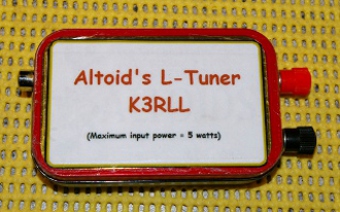 Altoid's L-Tuner
K3RLL
(Maximum input power = 5 watts)